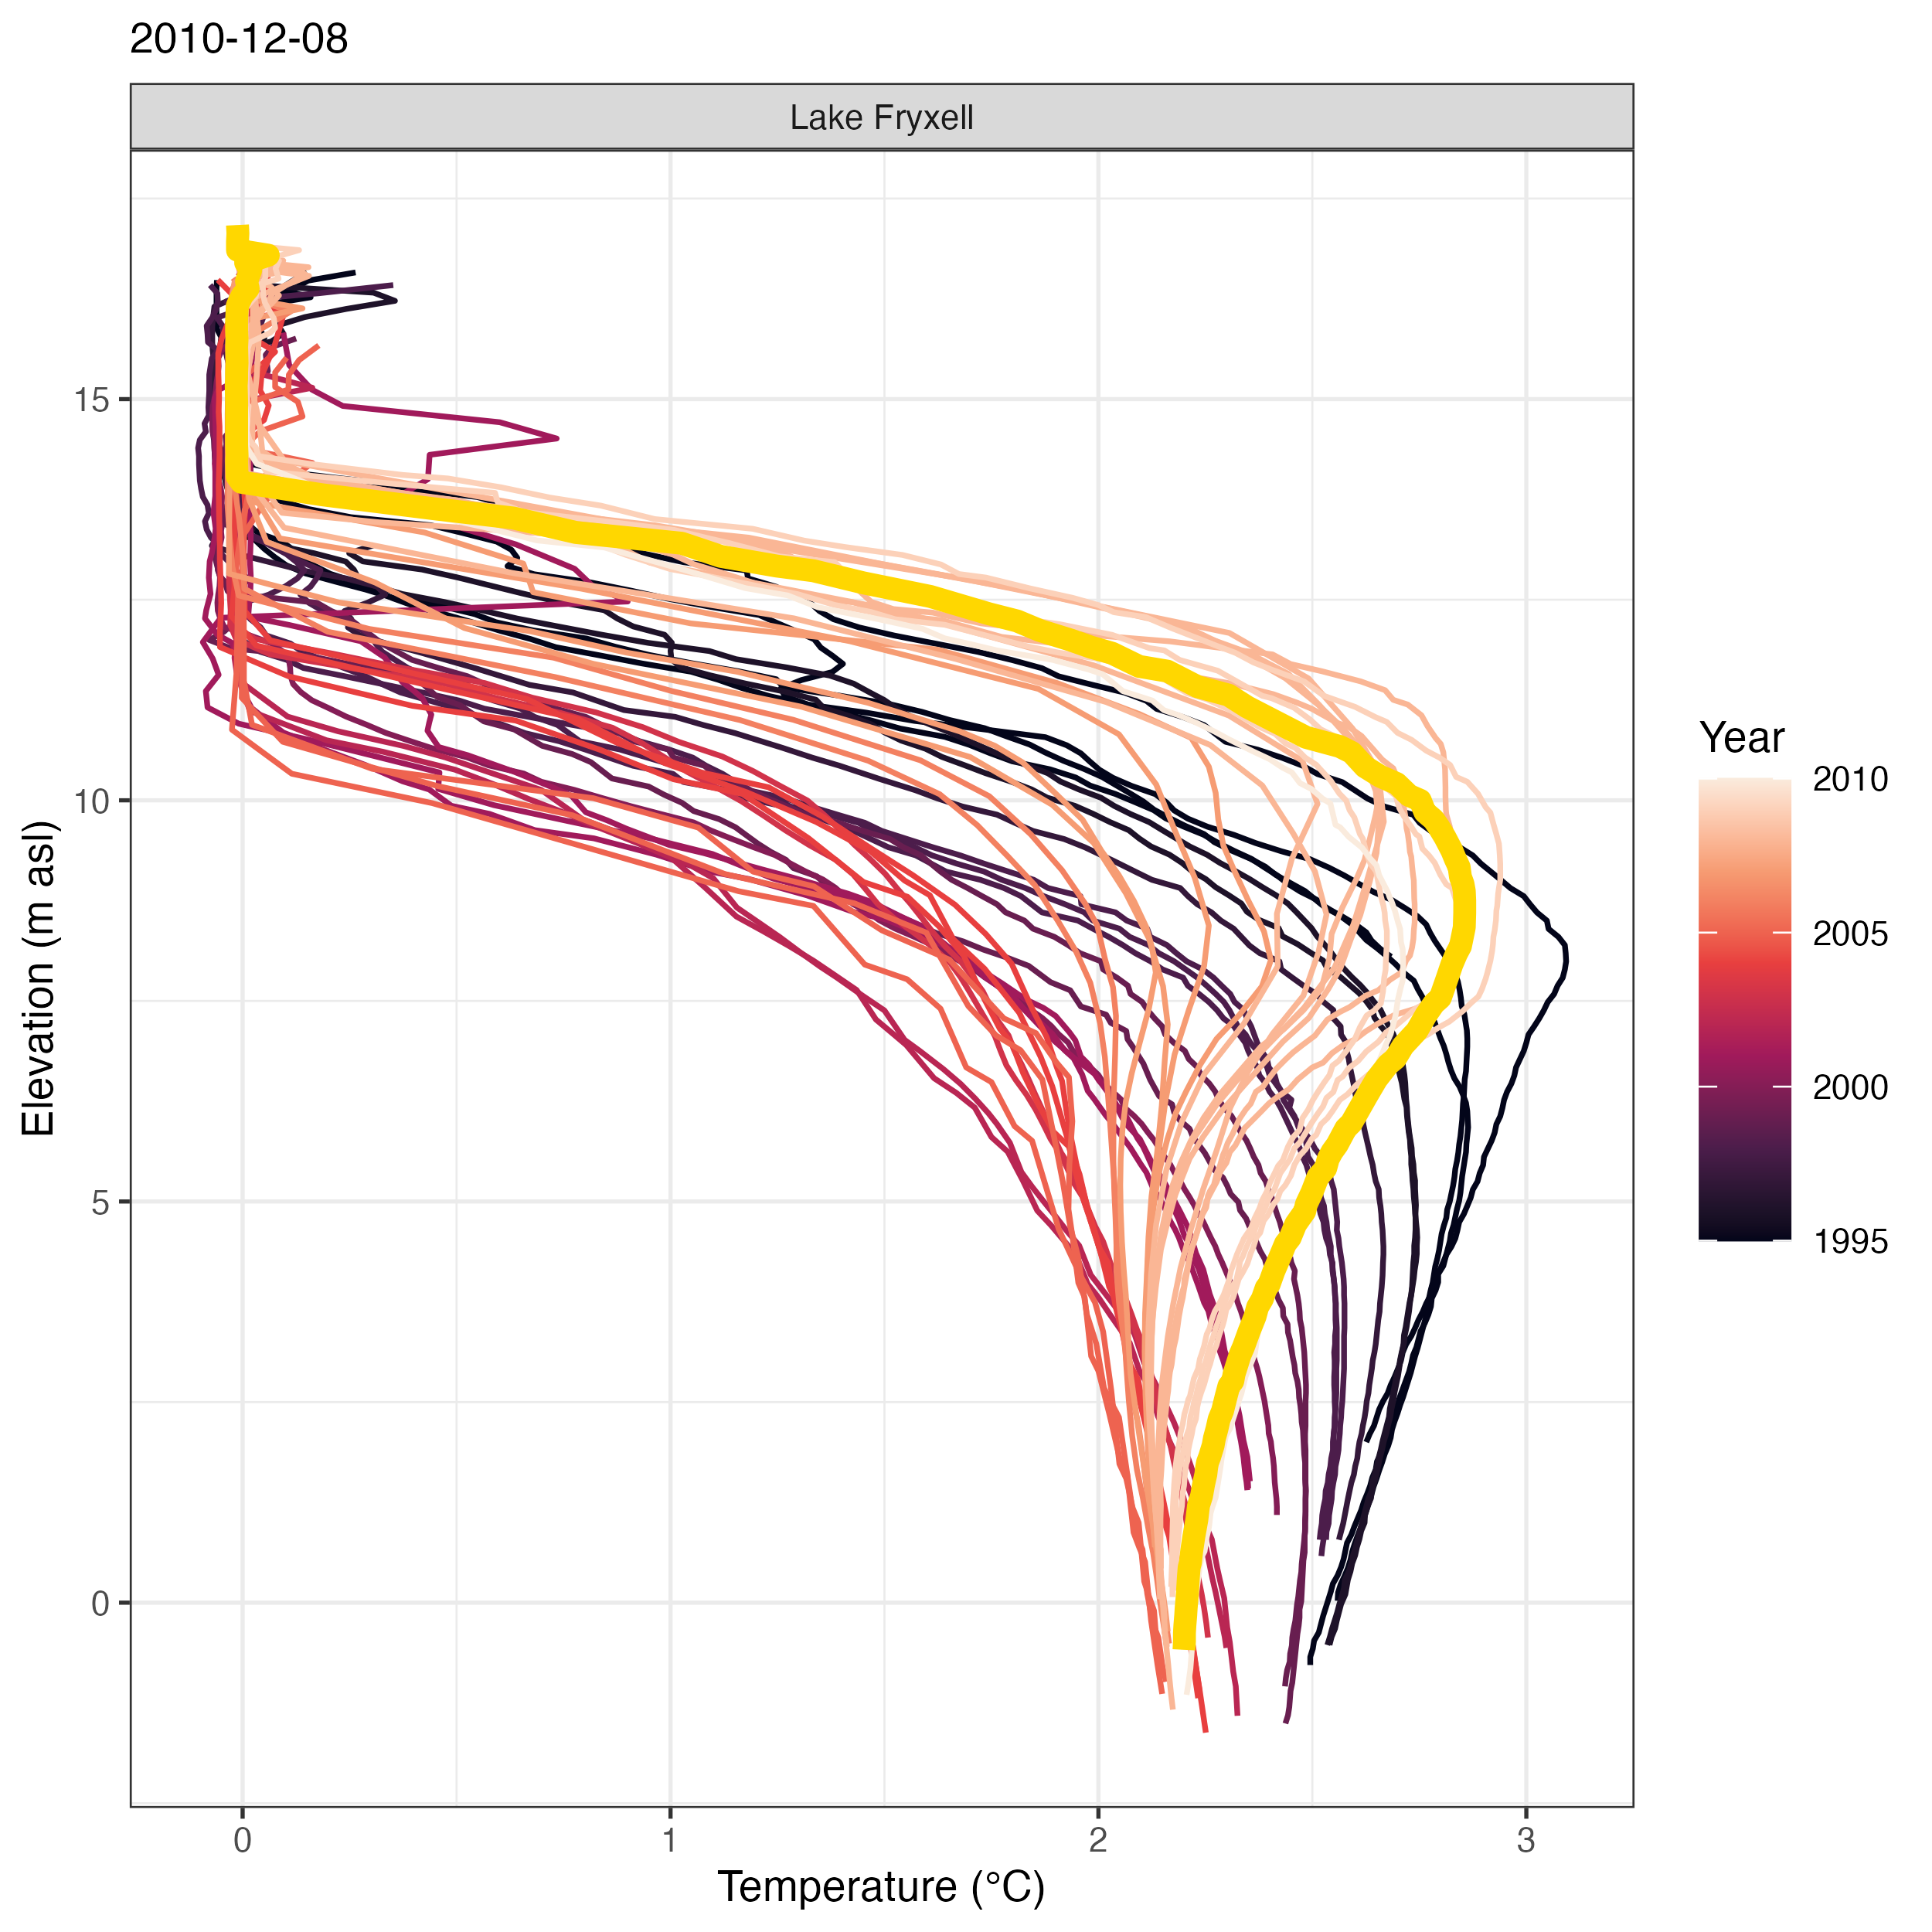 2010-12-08
Lake Fryxell
15
10
5
0
Elevation (m asl)
0 1 2 3
Temperature (°C)
Year
2010
2005
2000
1995